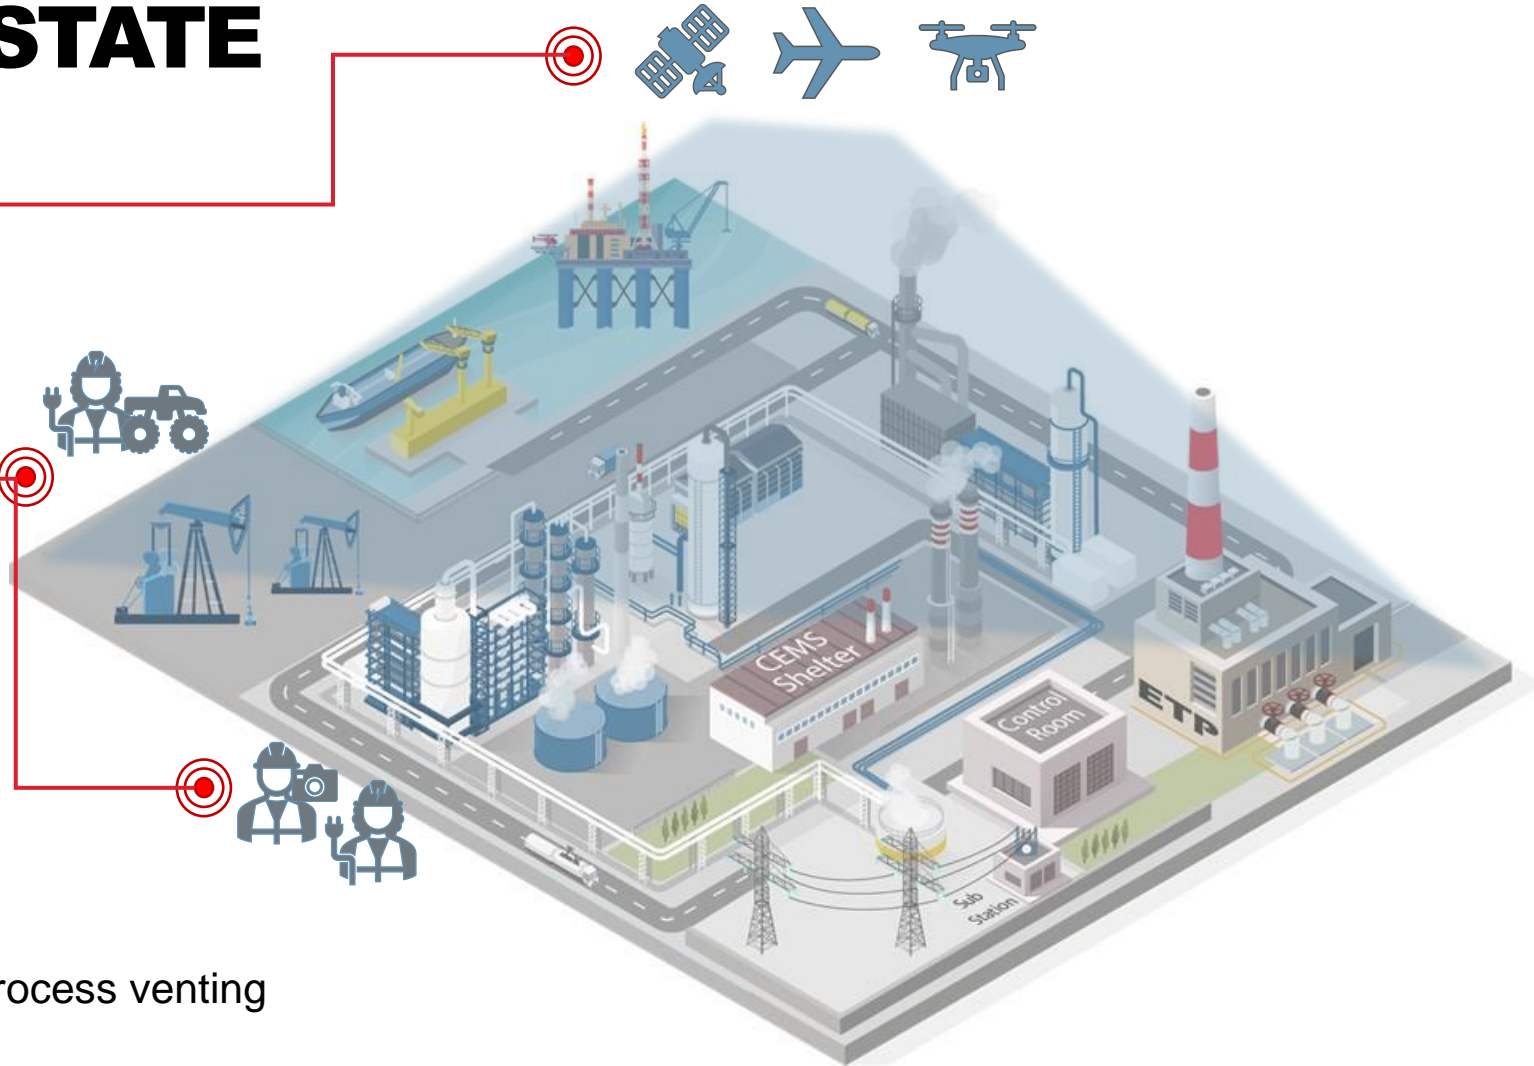 STATE
CEMS
Shelter
Control
Room
ETP
Sub
Station
rocess venting